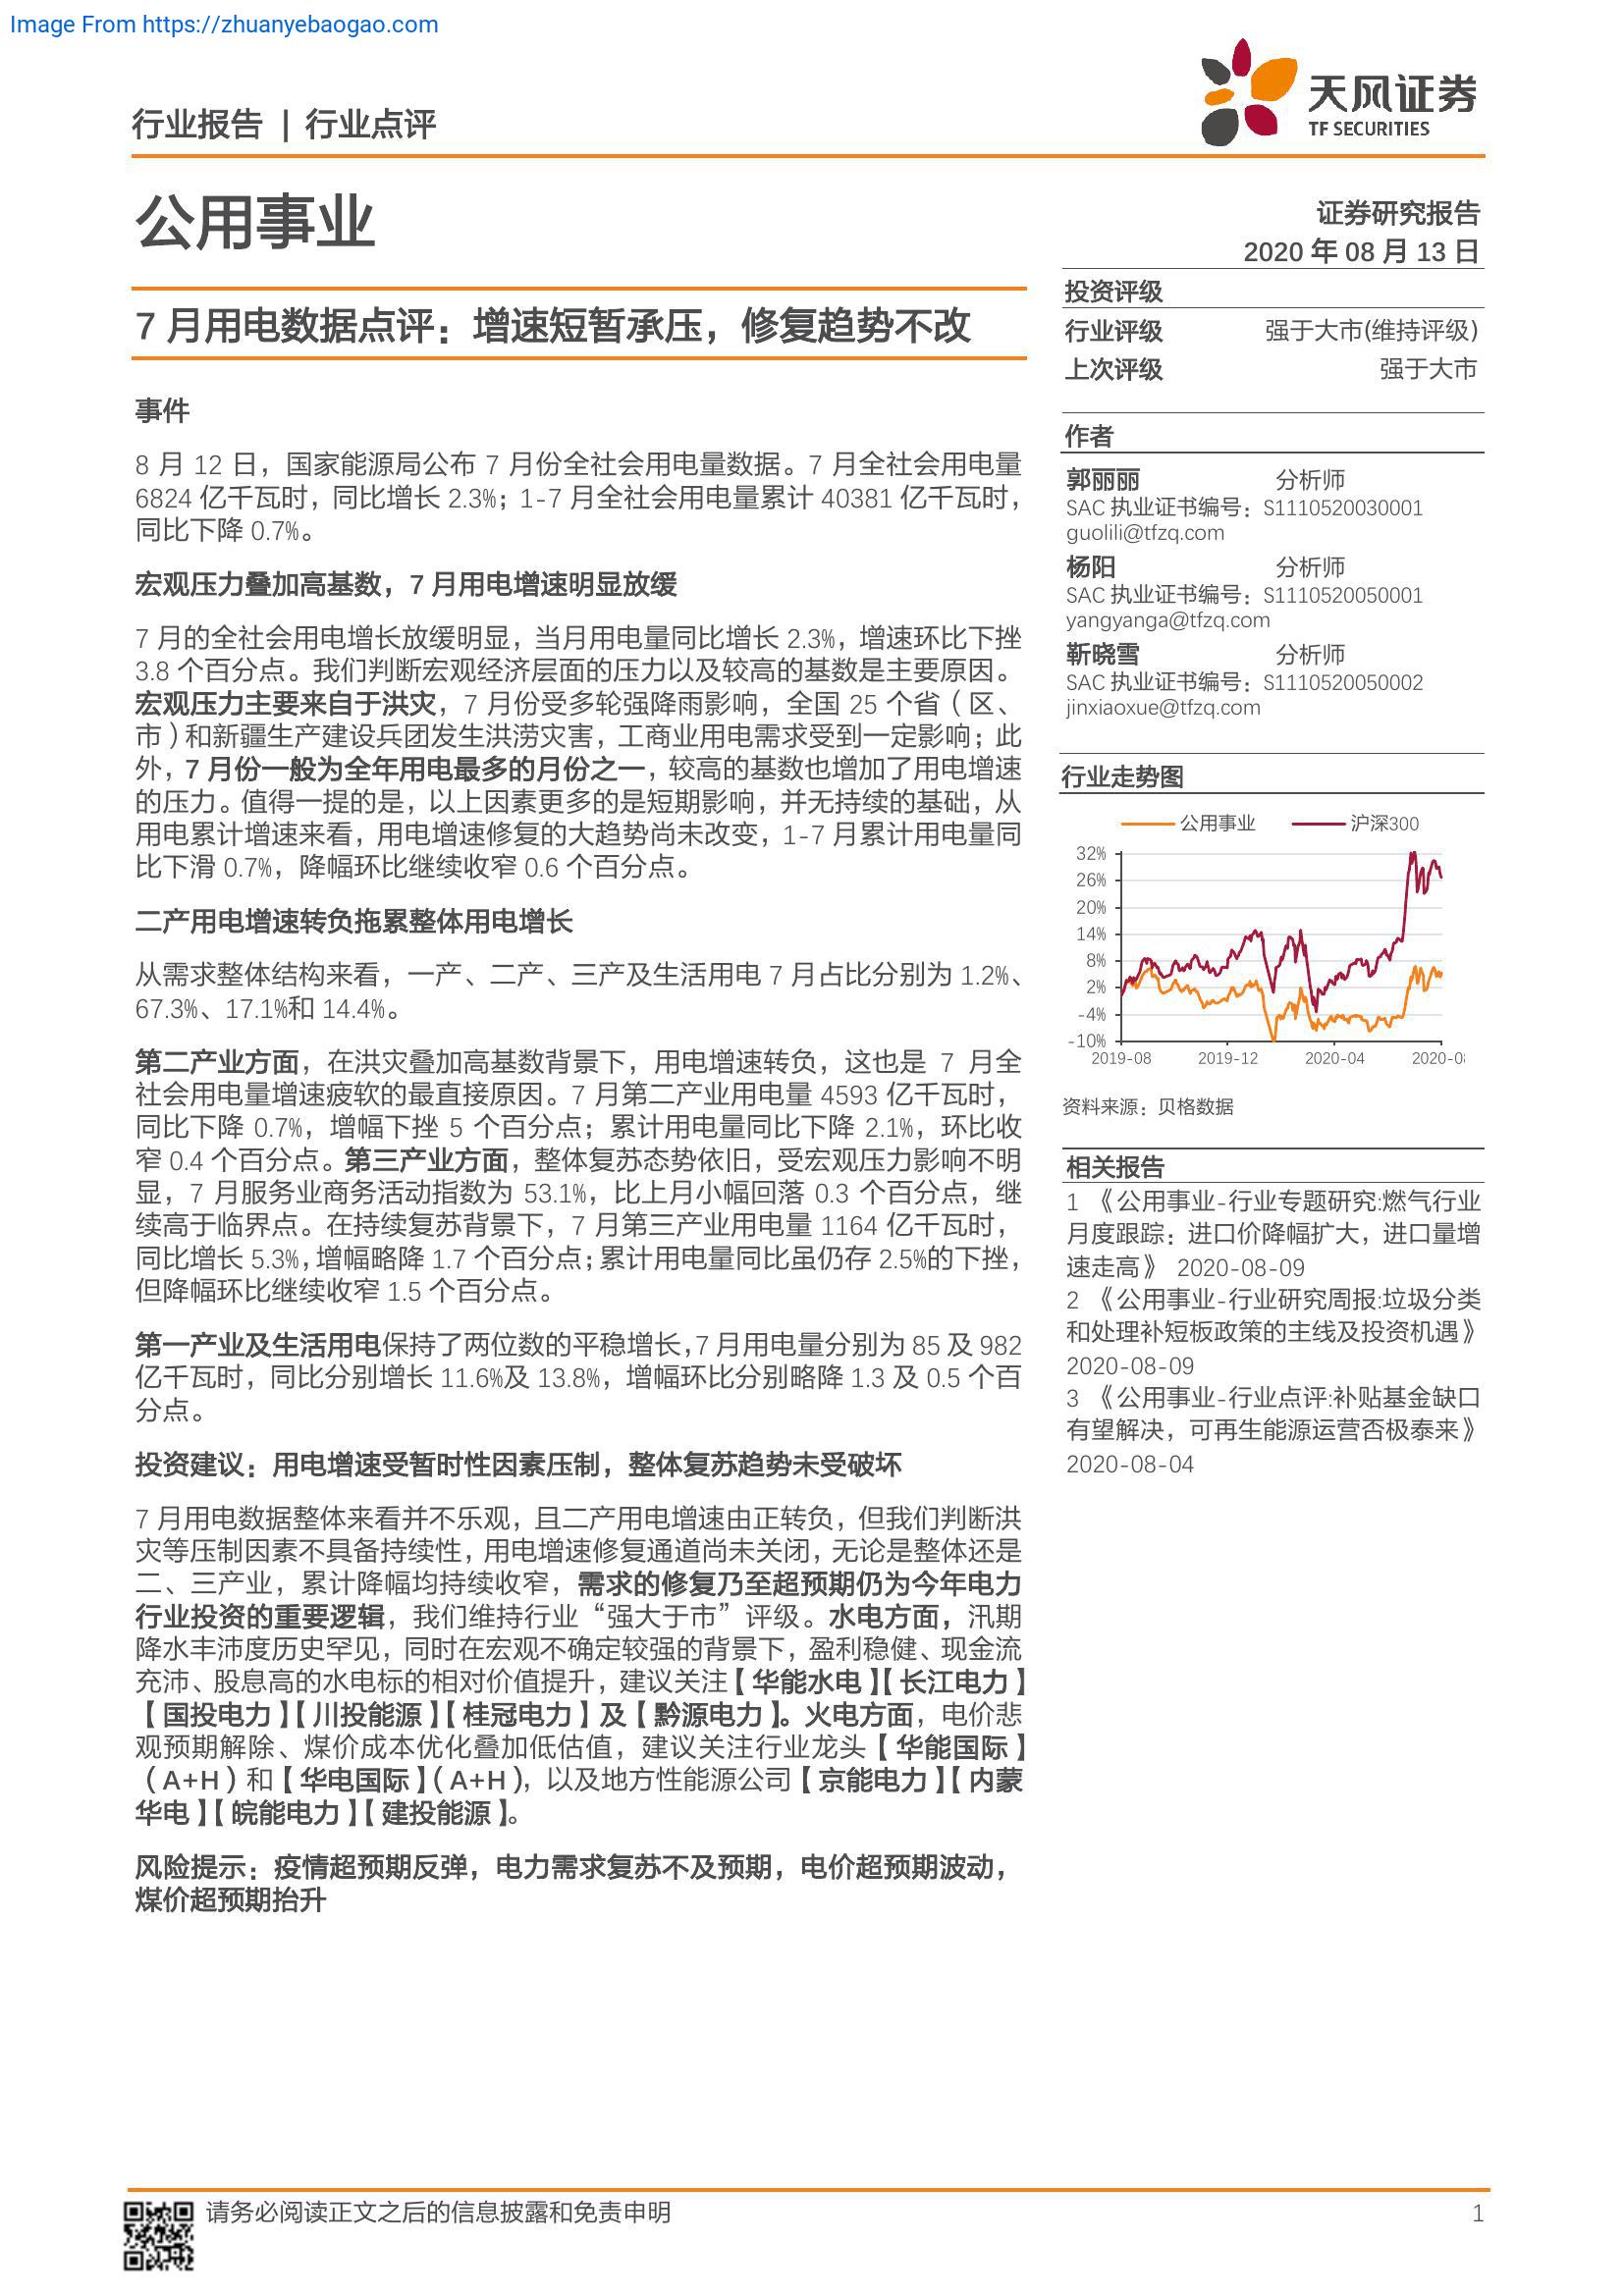 Image From https://zhuanyebaogao.com
行业报告 | 行业点评
天风证券
TF SECURITIES
公用事业
证券研究报告
2020 年 08 月 13 日
7 月用电数据点评：增速短暂承压，修复趋势不改
事件
8 月 12 日，国家能源局公布 7 月份全社会用电量数据。7 月全社会用电量
6824 亿千瓦时，同比增长 2.3%；1-7 月全社会用电量累计 40381 亿千瓦时，
同比下降 0.7%。
宏观压力叠加高基数，7 月用电增速明显放缓
7 月的全社会用电增长放缓明显，当月用电量同比增长 2.3%，增速环比下挫
3.8 个百分点。我们判断宏观经济层面的压力以及较高的基数是主要原因。
宏观压力主要来自于洪灾，7 月份受多轮强降雨影响，全国 25 个省（区、
市）和新疆生产建设兵团发生洪涝灾害，工商业用电需求受到一定影响；此
外，7 月份一般为全年用电最多的月份之一，较高的基数也增加了用电增速
的压力。值得一提的是，以上因素更多的是短期影响，并无持续的基础，从
用电累计增速来看，用电增速修复的大趋势尚未改变，1-7 月累计用电量同
比下滑 0.7%，降幅环比继续收窄 0.6 个百分点。
二产用电增速转负拖累整体用电增长
从需求整体结构来看，一产、二产、三产及生活用电 7 月占比分别为 1.2%、
67.3%、17.1%和 14.4%。
第二产业方面，在洪灾叠加高基数背景下，用电增速转负，这也是 7 月全
社会用电量增速疲软的最直接原因。7 月第二产业用电量 4593 亿千瓦时，
同比下降 0.7%，增幅下挫 5 个百分点；累计用电量同比下降 2.1%，环比收
窄 0.4 个百分点。第三产业方面，整体复苏态势依旧，受宏观压力影响不明
显，7 月服务业商务活动指数为 53.1%，比上月小幅回落 0.3 个百分点，继
续高于临界点。在持续复苏背景下，7 月第三产业用电量 1164 亿千瓦时，
同比增长 5.3%，增幅略降 1.7 个百分点；累计用电量同比虽仍存 2.5%的下挫，
但降幅环比继续收窄 1.5 个百分点。
第一产业及生活用电保持了两位数的平稳增长，7 月用电量分别为 85 及 982
亿千瓦时，同比分别增长 11.6%及 13.8%，增幅环比分别略降 1.3 及 0.5 个百
分点。
投资建议：用电增速受暂时性因素压制，整体复苏趋势未受破坏
7 月用电数据整体来看并不乐观，且二产用电增速由正转负，但我们判断洪
灾等压制因素不具备持续性，用电增速修复通道尚未关闭，无论是整体还是
二、三产业，累计降幅均持续收窄，需求的修复乃至超预期仍为今年电力
行业投资的重要逻辑，我们维持行业“强大于市”评级。水电方面，汛期
降水丰沛度历史罕见，同时在宏观不确定较强的背景下，盈利稳健、现金流
充沛、股息高的水电标的相对价值提升，建议关注【华能水电】【长江电力】
【国投电力】【川投能源】【桂冠电力】及【黔源电力】。火电方面，电价悲
观预期解除、煤价成本优化叠加低估值，建议关注行业龙头【华能国际】
（A+H）和【华电国际】（A+H），以及地方性能源公司【京能电力】【内蒙
华电】【皖能电力】【建投能源】。
风险提示：疫情超预期反弹，电力需求复苏不及预期，电价超预期波动，
煤价超预期抬升
投资评级
行业评级 强于大市(维持评级)
上次评级 强于大市
作者
郭丽丽 分析师
SAC 执业证书编号：S1110520030001
guolili@tfzq.com
杨阳 分析师
SAC 执业证书编号：S1110520050001
yangyanga@tfzq.com
靳晓雪 分析师
SAC 执业证书编号：S1110520050002
jinxiaoxue@tfzq.com
行业走势图
公用事业 沪深300
32%
26%
20%
14%
8%
2%
-4%
-10%
2019-08 2019-12 2020-04 2020-08
资料来源：贝格数据
相关报告
1 《公用事业-行业专题研究:燃气行业
月度跟踪：进口价降幅扩大，进口量增
速走高》 2020-08-09
2 《公用事业-行业研究周报:垃圾分类
和处理补短板政策的主线及投资机遇》
2020-08-09
3 《公用事业-行业点评:补贴基金缺口
有望解决，可再生能源运营否极泰来》
2020-08-04
请务必阅读正文之后的信息披露和免责申明 1